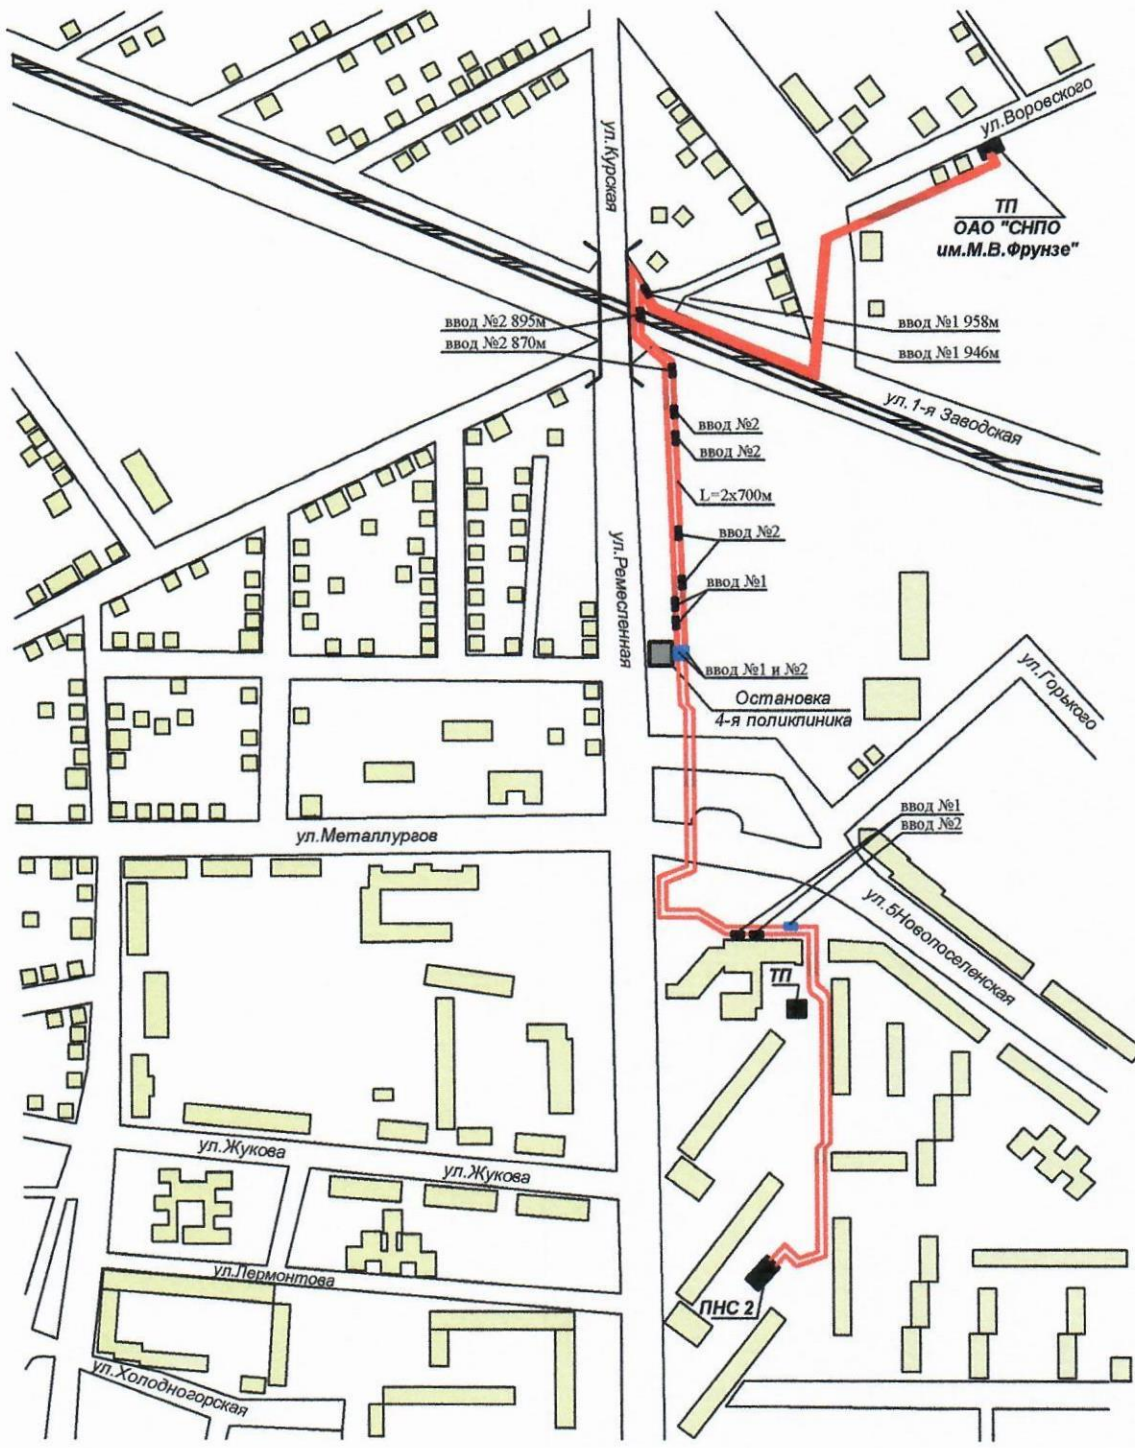 ул.Воровского
ул.Курская
ТП
ОАО "СНПО
им.М.В.Фрунзе"
ввод №2 895м
ввод №2 870м
ввод №1 958м
ввод №1 946м
ул.1-я Заводская
ввод №2
ввод №2
L=2x700м
ввод №2
ввод №1
ул.Ремесленная
ввод №1 и №2
Остановка
4-я поликлиника
ул.Горького
ввод №1
ввод №2
ул.Металлургов
ул.5Новопоселенская
ТП
ул.Жукова
ул.Жукова
ул.Лермонтова
ПНС 2
ул.Холодногорская